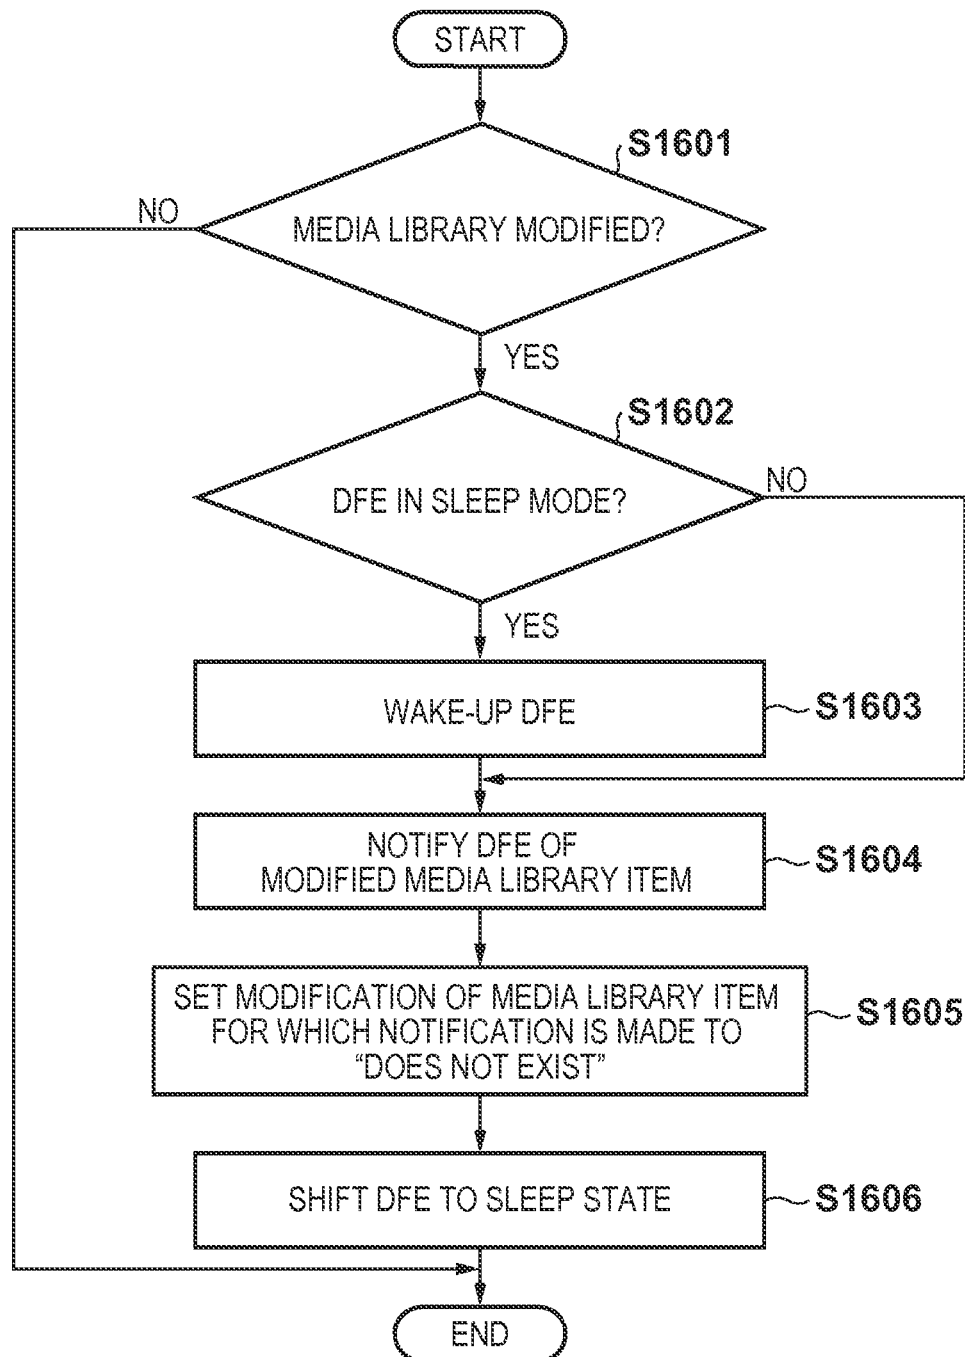 START
S1601
NO
MEDIA LIBRARY MODIFIED?
YES
S1602
NO
DFE IN SLEEP MODE?
YES
WAKE-UP DFE
S1603
NOTIFY DFE OF
MODIFIED MEDIA LIBRARY ITEM
S1604
SET MODIFICATION OF MEDIA LIBRARY ITEM
FOR WHICH NOTIFICATION IS MADE TO
“DOES NOT EXIST”
S1605
SHIFT DFE TO SLEEP STATE
S1606
END